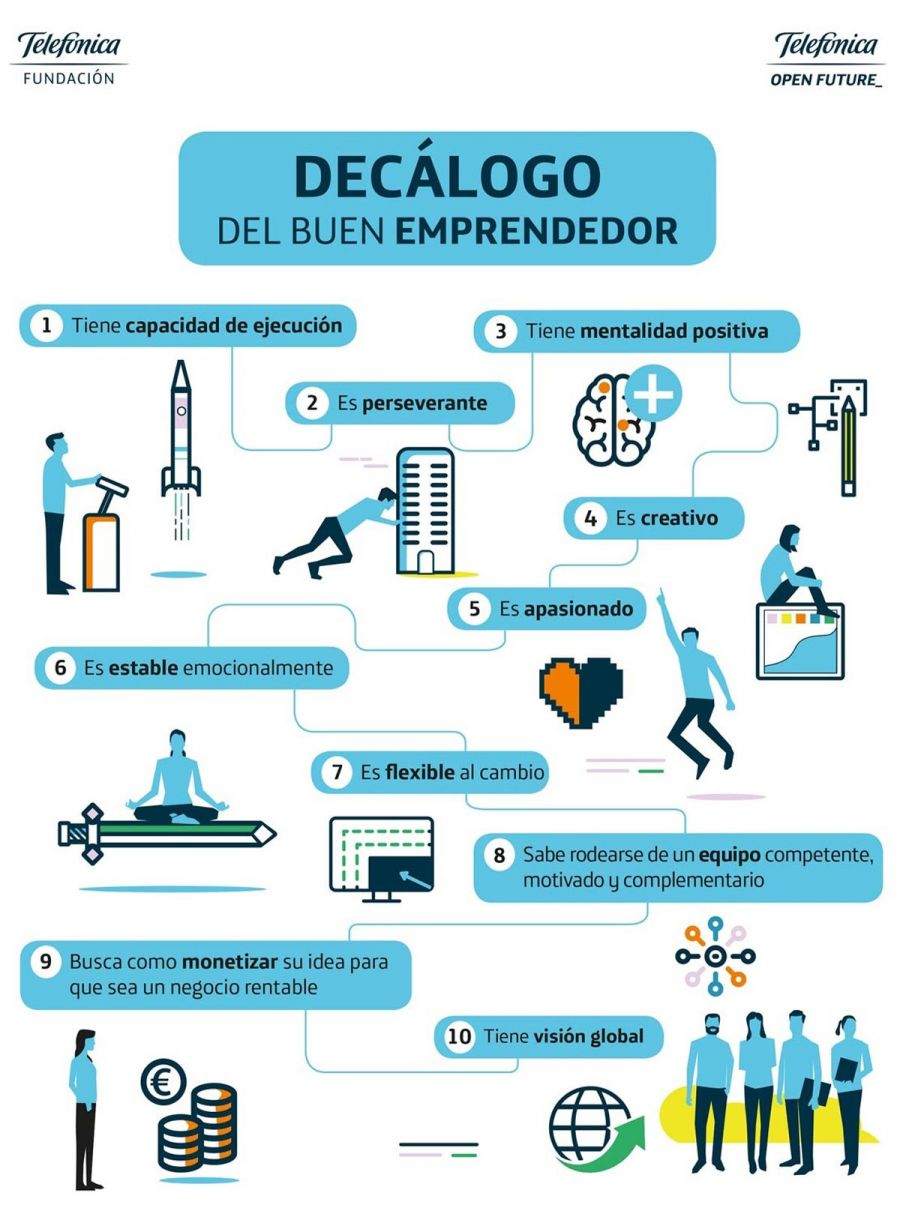 Telefónica
FUNDACIÓN
Telefónica
OPEN FUTURE_
DECÁLOGO
DEL BUEN EMPRENDEDOR
1 Tiene capacidad de ejecución
2 Es perseverante
3 Tiene mentalidad positiva
4 Es creativo
5 Es apasionado
6 Es estable emocionalmente
7 Es flexible al cambio
8 Sabe rodearse de un equipo competente,
motivado y complementario
9 Busca como monetizar su idea para
que sea un negocio rentable
10 Tiene visión global
€